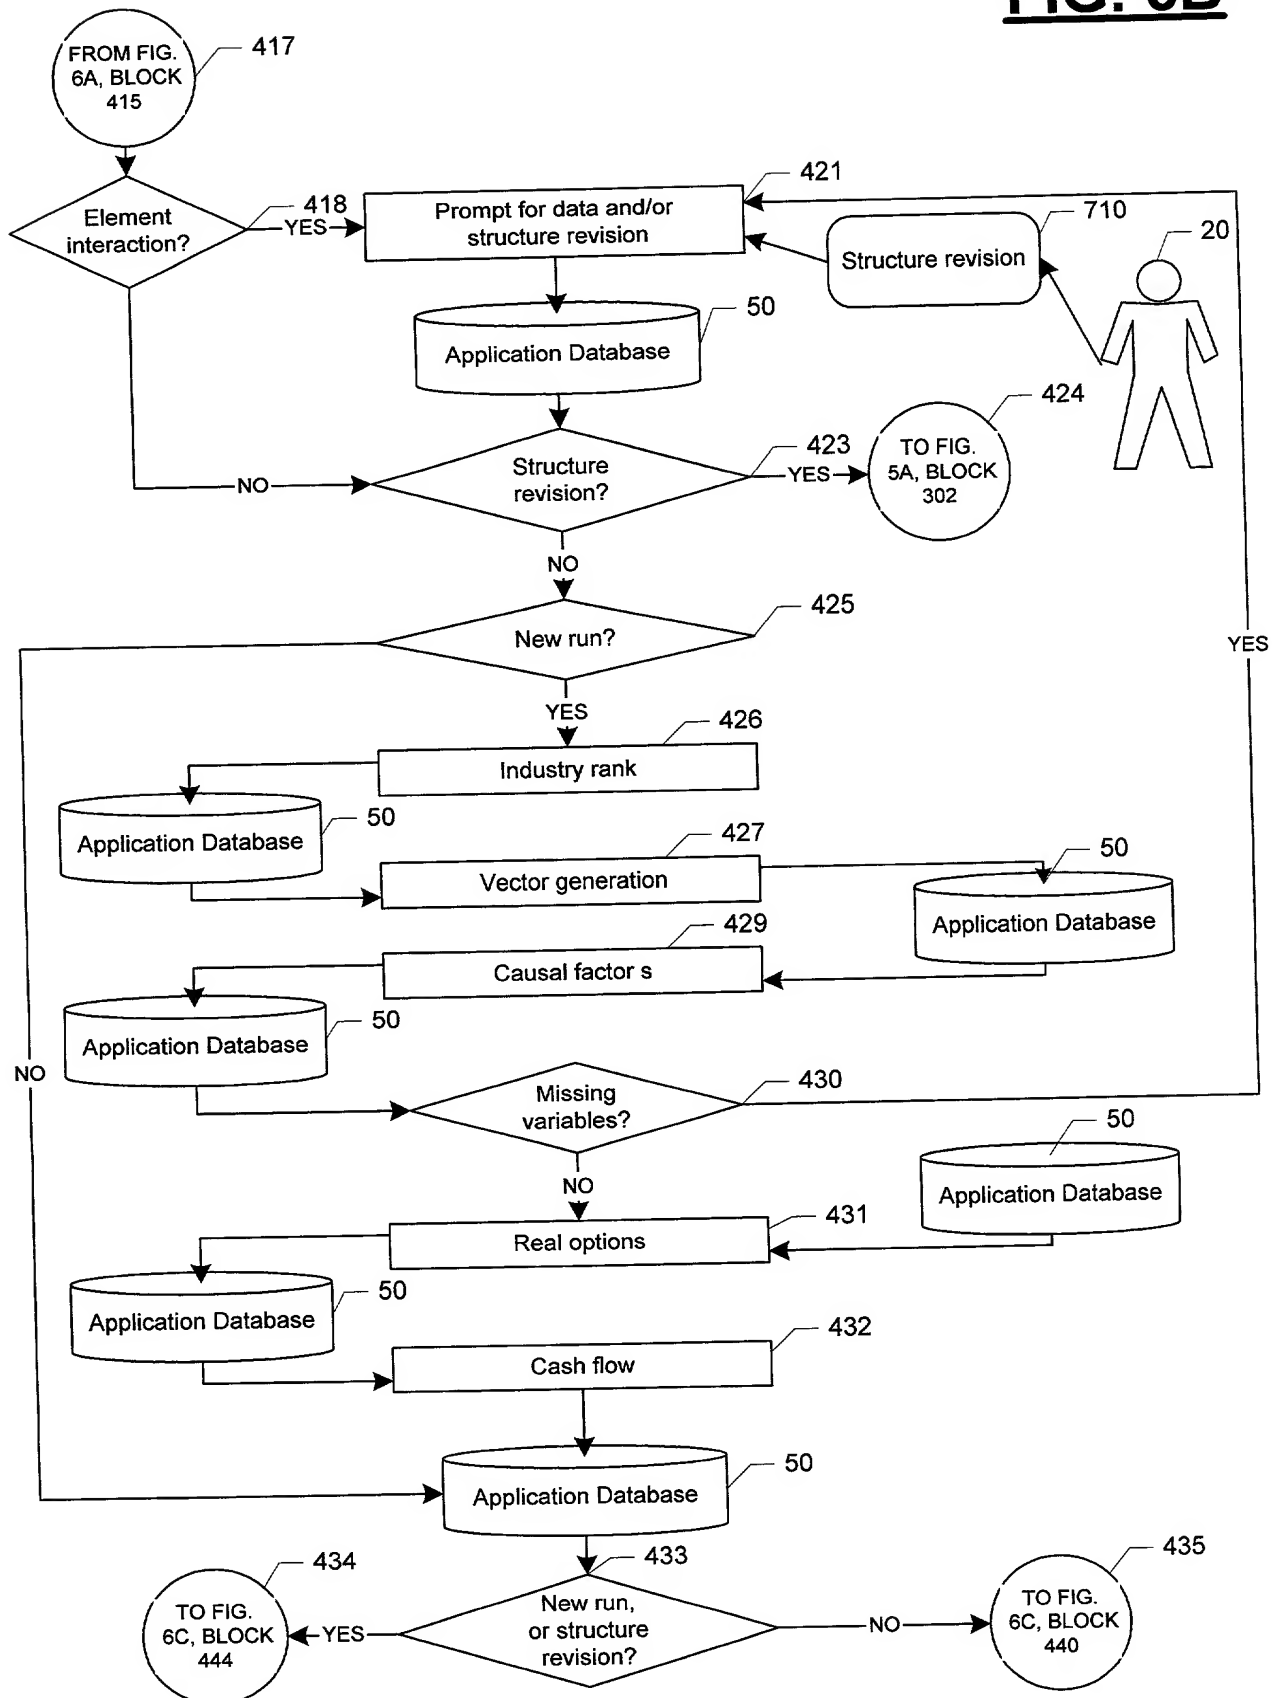 FIG. 6B
FROM FIG.
6A, BLOCK
415
417
Element
interaction?
418
YES
Prompt for data and/or
structure revision
421
Structure revision
710
20
Application Database
50
NO
Structure
revision?
423
YES
TO FIG.
5A, BLOCK
302
424
NO
New run?
425
YES
YES
Industry rank
426
Application Database
50
Vector generation
427
Application Database
50
Causal factor s
429
Application Database
50
NO
Missing
variables?
430
NO
Application Database
50
Real options
431
Application Database
50
Cash flow
432
Application Database
50
New run,
or structure
revision?
433
YES
TO FIG.
6C, BLOCK
444
434
NO
TO FIG.
6C, BLOCK
440
435